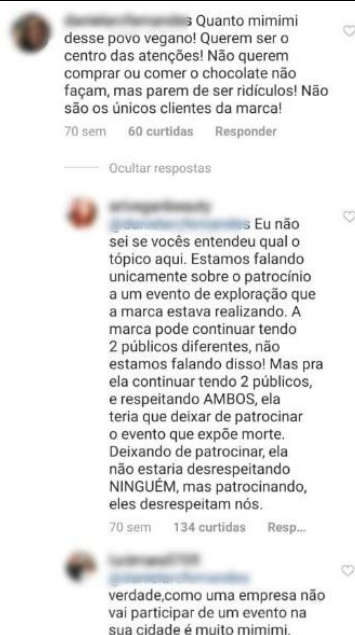 Quanto mimimi
desse povo vegano! Querem ser o
centro das atenções! Não querem
comprar ou comer o chocolate não
façam, mas parem de ser ridículos! Não
são os únicos clientes da marca!
70 sem 60 curtidas Responder
Ocultar respostas
Eu não
sei se vocês entendeu qual o
tópico aqui. Estamos falando
unicamente sobre o patrocínio
a um evento de exploração que
a marca estava realizando. A
marca pode continuar tendo
2 públicos diferentes, não
estamos falando disso! Mas pra
ela continuar tendo 2 públicos,
e respeitando AMBOS, ela
teria que deixar de patrocinar
o evento que expõe morte.
Deixando de patrocinar, ela
não estaria desrespeitando
NINGUÉM, mas patrocinando,
eles desrespeitam nós.
70 sem 134 curtidas Resp...
verdade,como uma empresa não
vai participar de um evento na
sua cidade é muito mimimi.